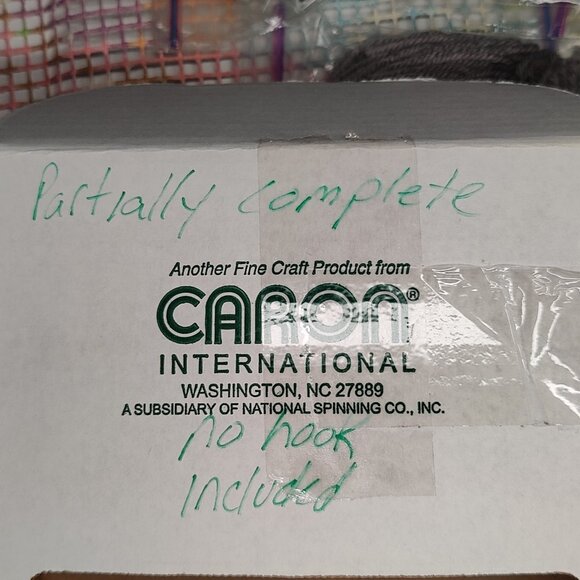 Partially complete
Another Fine Craft Product from
CARON®
INTERNATIONAL
WASHINGTON, NC 27889
A SUBSIDIARY OF NATIONAL SPINNING CO., INC.
no hook
included